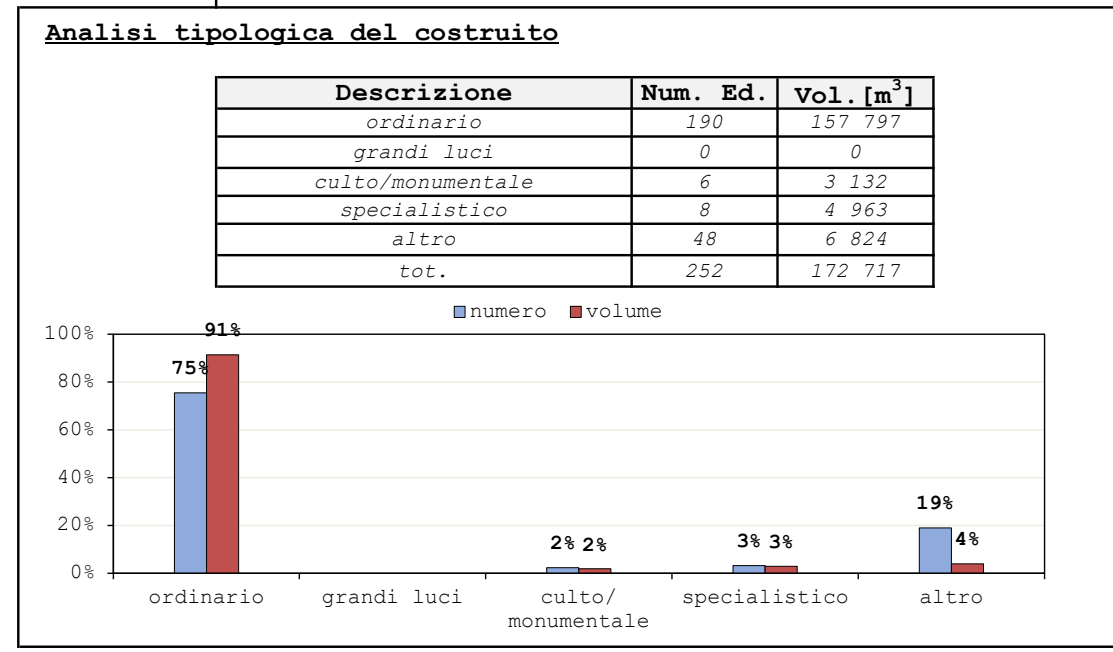 Analisi tipologica del costruito
Descrizione Num. Ed. Vol.[m³]
ordinario 190 157 797
grandi luci 0 0
culto/monumentale 6 3 132
specialistico 8 4 963
altro 48 6 824
tot. 252 172 717
numero volume
100%
80%
60%
40%
20%
0%
75% 91%
2% 2%
3% 3%
19% 4%
ordinario grandi luci culto/ specialistico altro
monumentale